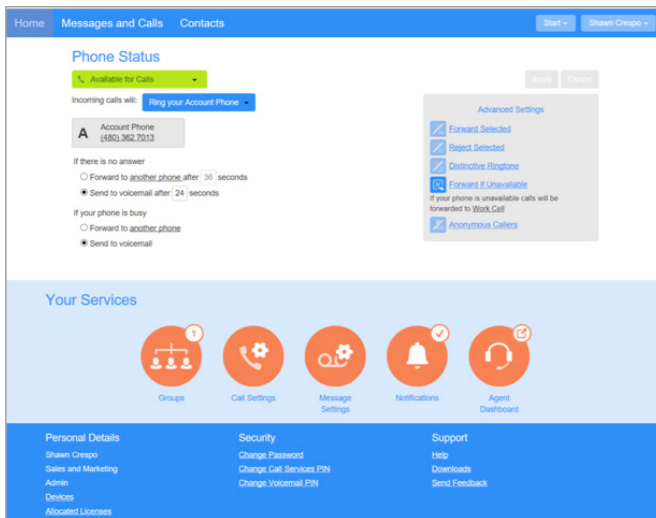 Home Messages and Calls Contacts Start Shawn Crespo
Phone Status
Available for Calls
Apply Cancel
Incoming calls will: Ring your Account Phone
A Account Phone
(480) 362 7013
If there is no answer
Forward to another phone after 36 seconds
Send to voicemail after 24 seconds
If your phone is busy
Forward to another phone
Send to voicemail
Advanced Settings
Forward Selected
Reject Selected
Distinctive Ringtone
Forward If Unavailable
If your phone is unavailable calls will be
forwarded to Work Cell
Anonymous Callers
Your Services
1
Groups
Call Settings
Message
Settings
Notifications
Agent
Dashboard
Personal Details
Shawn Crespo
Sales and Marketing
Admin
Devices
Allocated Licenses
Security
Change Password
Change Call Services PIN
Change Voicemail PIN
Support
Help
Downloads
Send Feedback